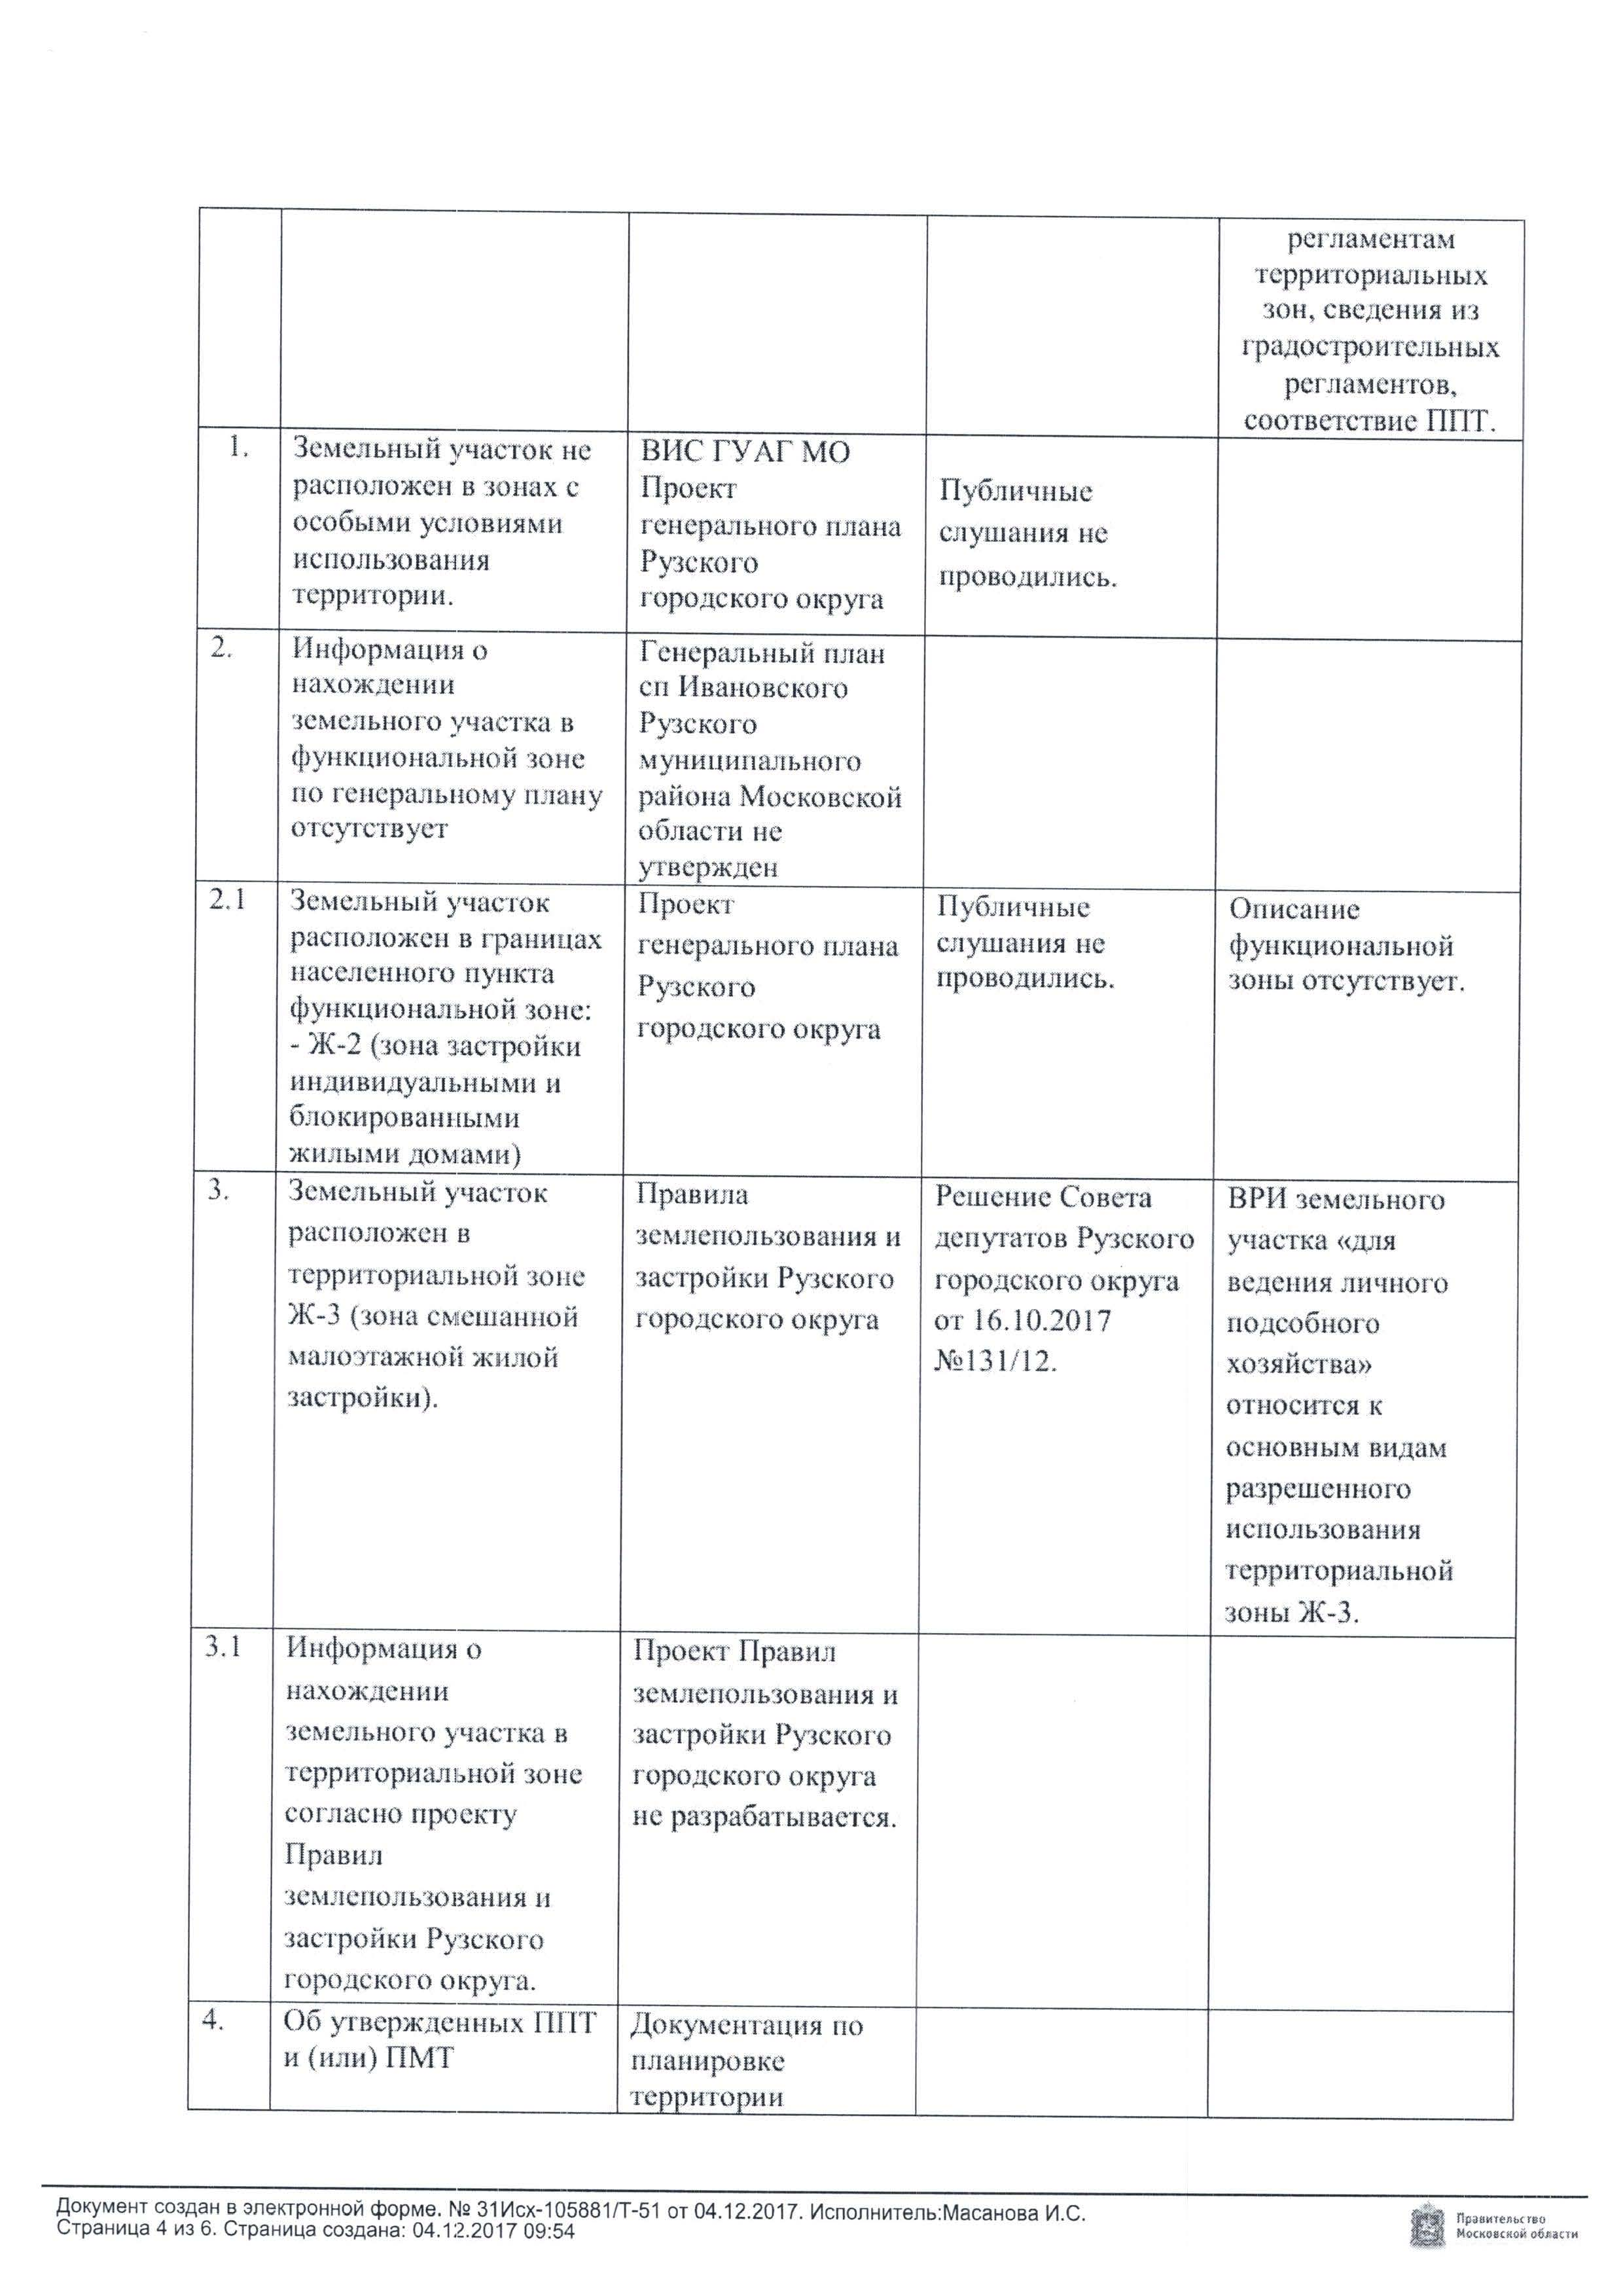 регламентам
территориальных
зон, сведения из
градостроительных
регламентов,
соответствие ППТ.
1.
Земельный участок не
расположен в зонах с
особыми условиями
использования
территории.
ВИС ГУАГ МО
Проект
генерального плана
Рузского
городского округа
Публичные
слушания не
проводились.
2.
Информация о
нахождении
земельного участка в
функциональной зоне
по генеральному плану
отсутствует
Генеральный план
сп Ивановского
Рузского
муниципального
района Московской
области не
утвержден
2.1
Земельный участок
расположен в границах
населенного пункта
функциональной зоне:
- Ж-2 (зона застройки
индивидуальными и
блокированными
жилыми домами)
Проект
генерального плана
Рузского
городского округа
Публичные
слушания не
проводились.
Описание
функциональной
зоны отсутствует.
3.
Земельный участок
расположен в
территориальной зоне
Ж-3 (зона смешанной
малоэтажной жилой
застройки).
Правила
землепользования и
застройки Рузского
городского округа
Решение Совета
депутатов Рузского
городского округа
от 16.10.2017
№131/12.
ВРИ земельного
участка «для
ведения личного
подсобного
хозяйства»
относится к
основным видам
разрешенного
использования
территориальной
зоны Ж-3.
3.1
Информация о
нахождении
земельного участка в
территориальной зоне
согласно проекту
Правил
землепользования и
застройки Рузского
городского округа.
Проект Правил
землепользования и
застройки Рузского
городского округа
не разрабатывается.
4.
Об утвержденных ППТ
и (или) ПМТ
Документация по
планировке
территории
Документ создан в электронной форме. № 31Исх-105881/Т-51 от 04.12.2017. Исполнитель:Масанова И.С.
Страница 4 из 6. Страница создана: 04.12.2017 09:54
Правительство
Московской области